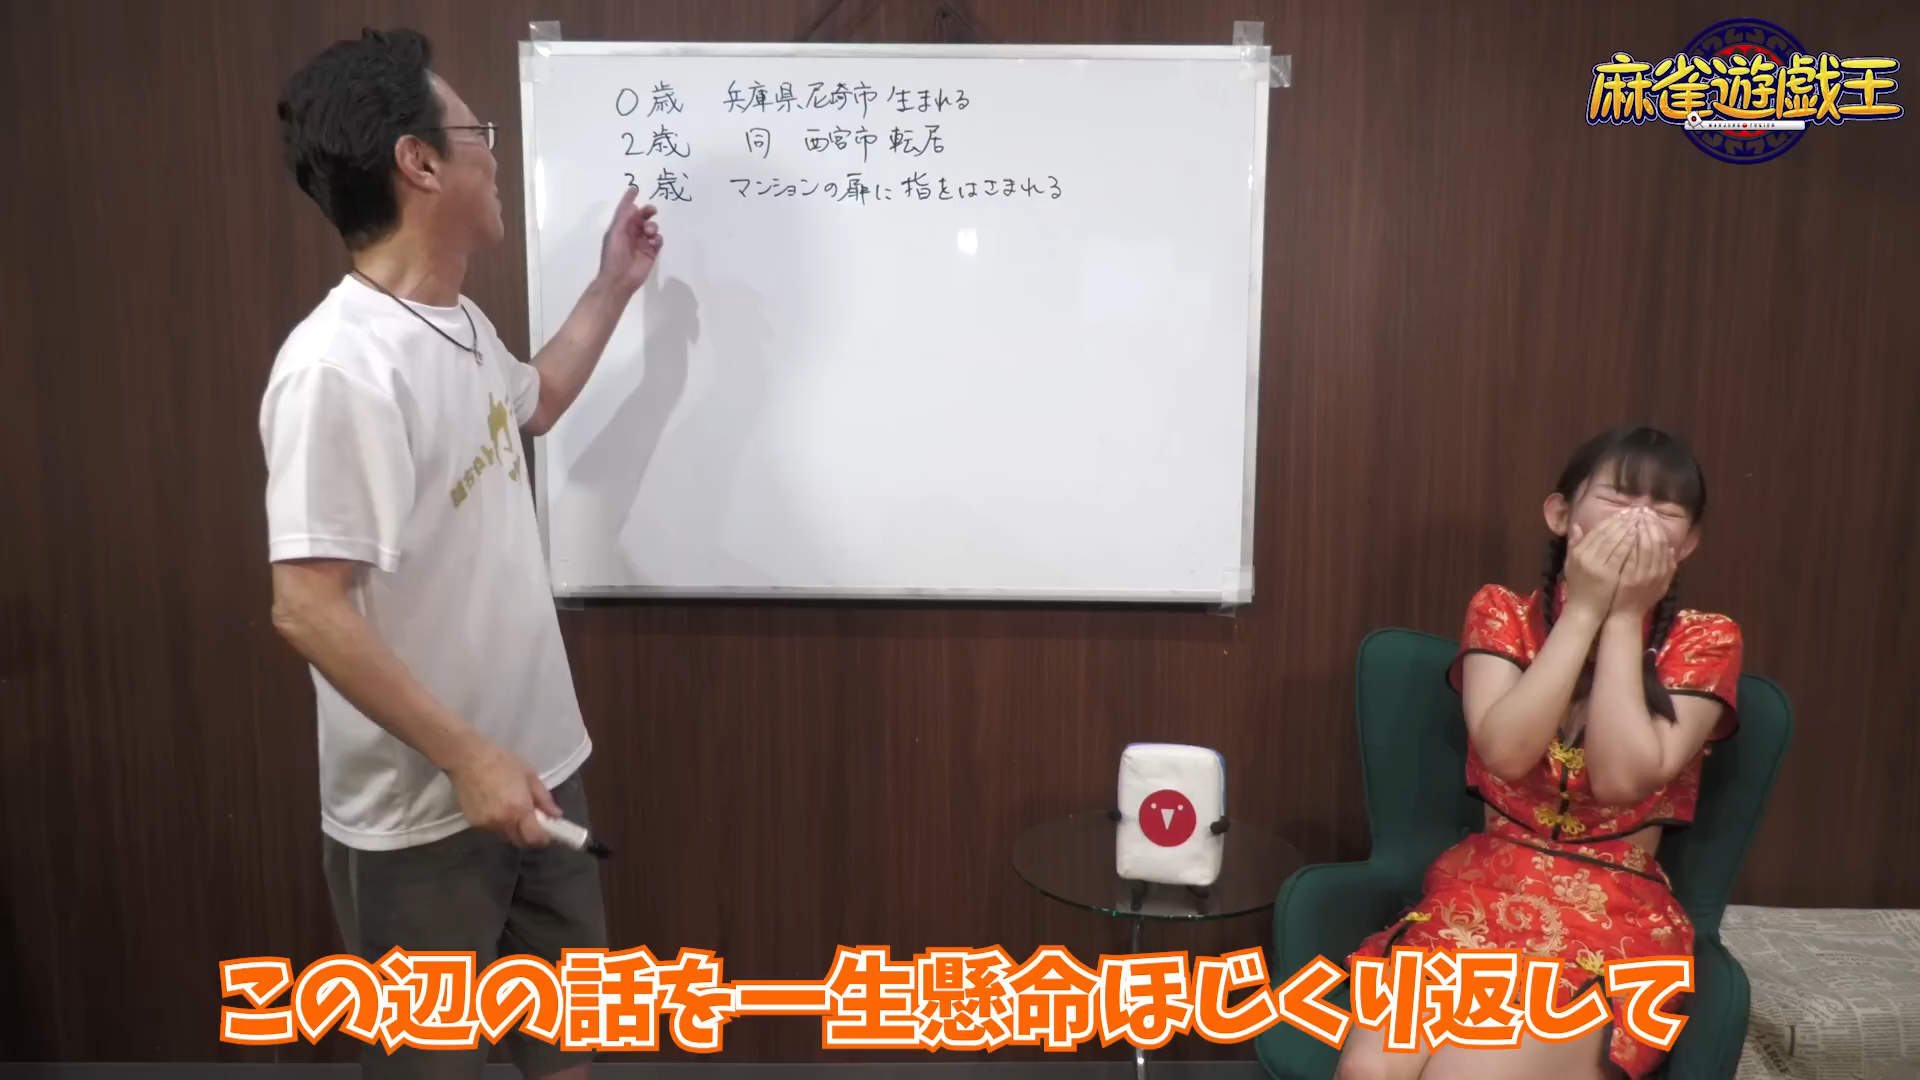 麻雀遊戯王
0歳 兵庫県尼崎市生まれる
2歳 同 西宮市転居
3歳 マンションの扉に指をはさまれる
この辺の話を一生懸命ほじくり返して